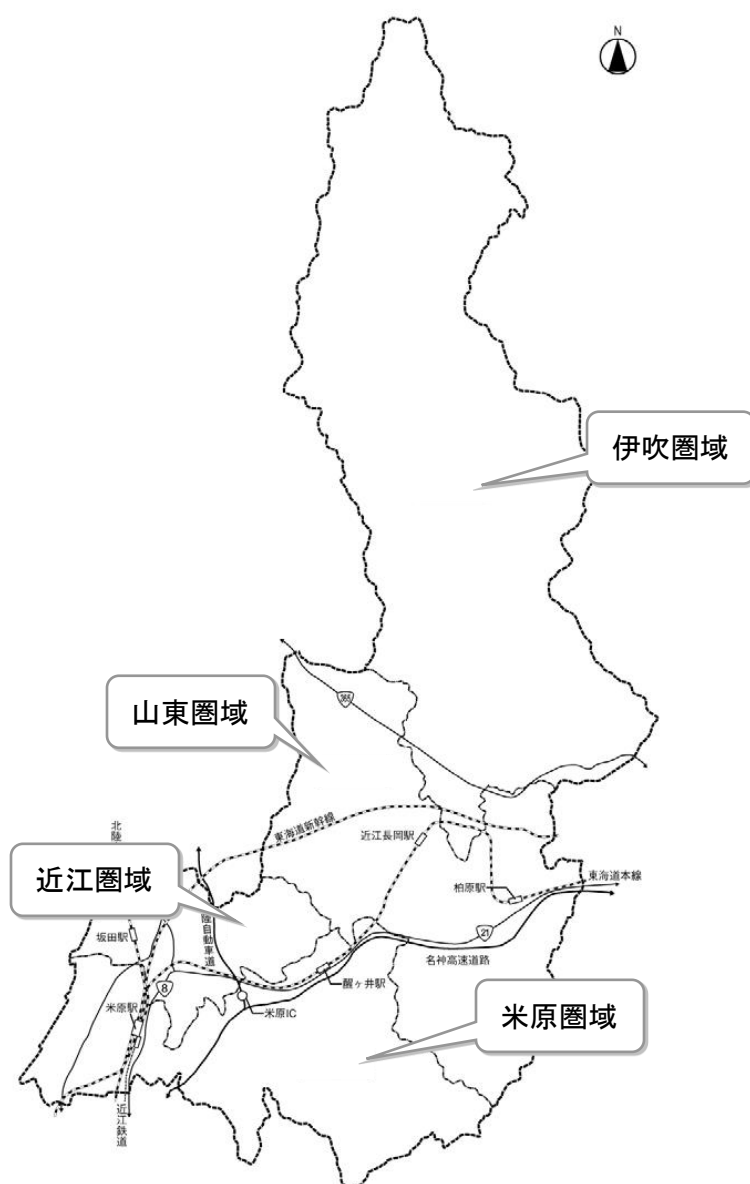 N
伊吹圏域
365
山東圏域
東海道新幹線
近江長岡駅
北陸
近江圏域
柏原駅
東海道本線
坂田駅
陸自動車道
21
名神高速道路
8
醒ヶ井駅
米原駅
米原IC
米原圏域
近江鉄道